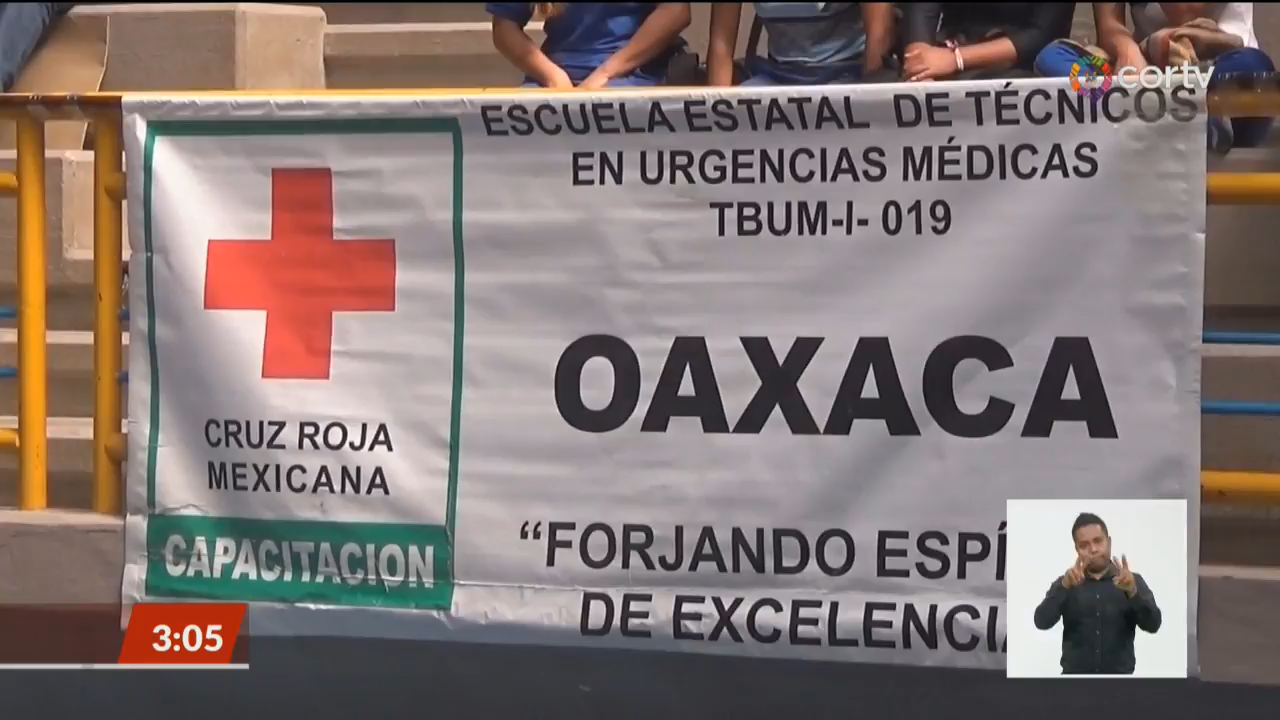 cortv
ESCUELA ESTATAL DE TÉCNICOS
EN URGENCIAS MÉDICAS
TBUM-I- 019
OAXACA
CRUZ ROJA
MEXICANA
CAPACITACION
“FORJANDO
DE
3:05